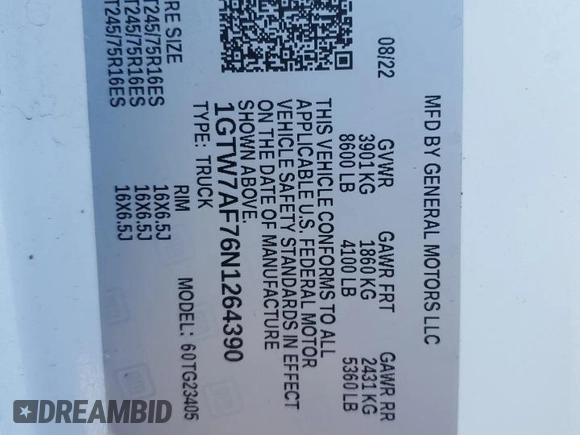 MFD BY GENERAL MOTORS LLC
08/22 GVWR GAWR FRT GAWR RR
3901 KG 1860 KG 2431 KG
8600 LB 4100 LB 5360 LB
THIS VEHICLE CONFORMS TO ALL
APPLICABLE U.S. FEDERAL MOTOR
VEHICLE SAFETY STANDARDS IN EFFECT
ON THE DATE OF MANUFACTURE
SHOWN ABOVE.
1GTW7AF76N1264390
TYPE: TRUCK MODEL: 60TG23405
RE SIZE RIM
T245/75R16ES 16X6.5J
T245/75R16ES 16X6.5J
T245/75R16ES 16X6.5J
DREAMBID